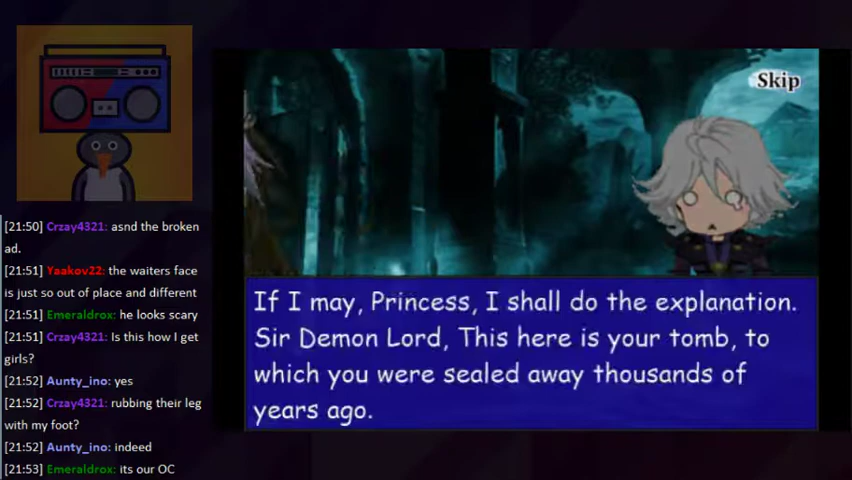 Skip
If I may, Princess, I shall do the explanation.
Sir Demon Lord, This here is your tomb, to
which you were sealed away thousands of
years ago.
[21:50] Crzay4321: asnd the broken
ad.
[21:51] Yaakov22: the waiters face
is just so out of place and different
[21:51] Emeraldrox: he looks scary
[21:51] Crzay4321: Is this how I get
girls?
[21:52] Aunty_ino: yes
[21:52] Crzay4321: rubbing their leg
with my foot?
[21:52] Aunty_ino: indeed
[21:53] Emeraldrox: its our OC